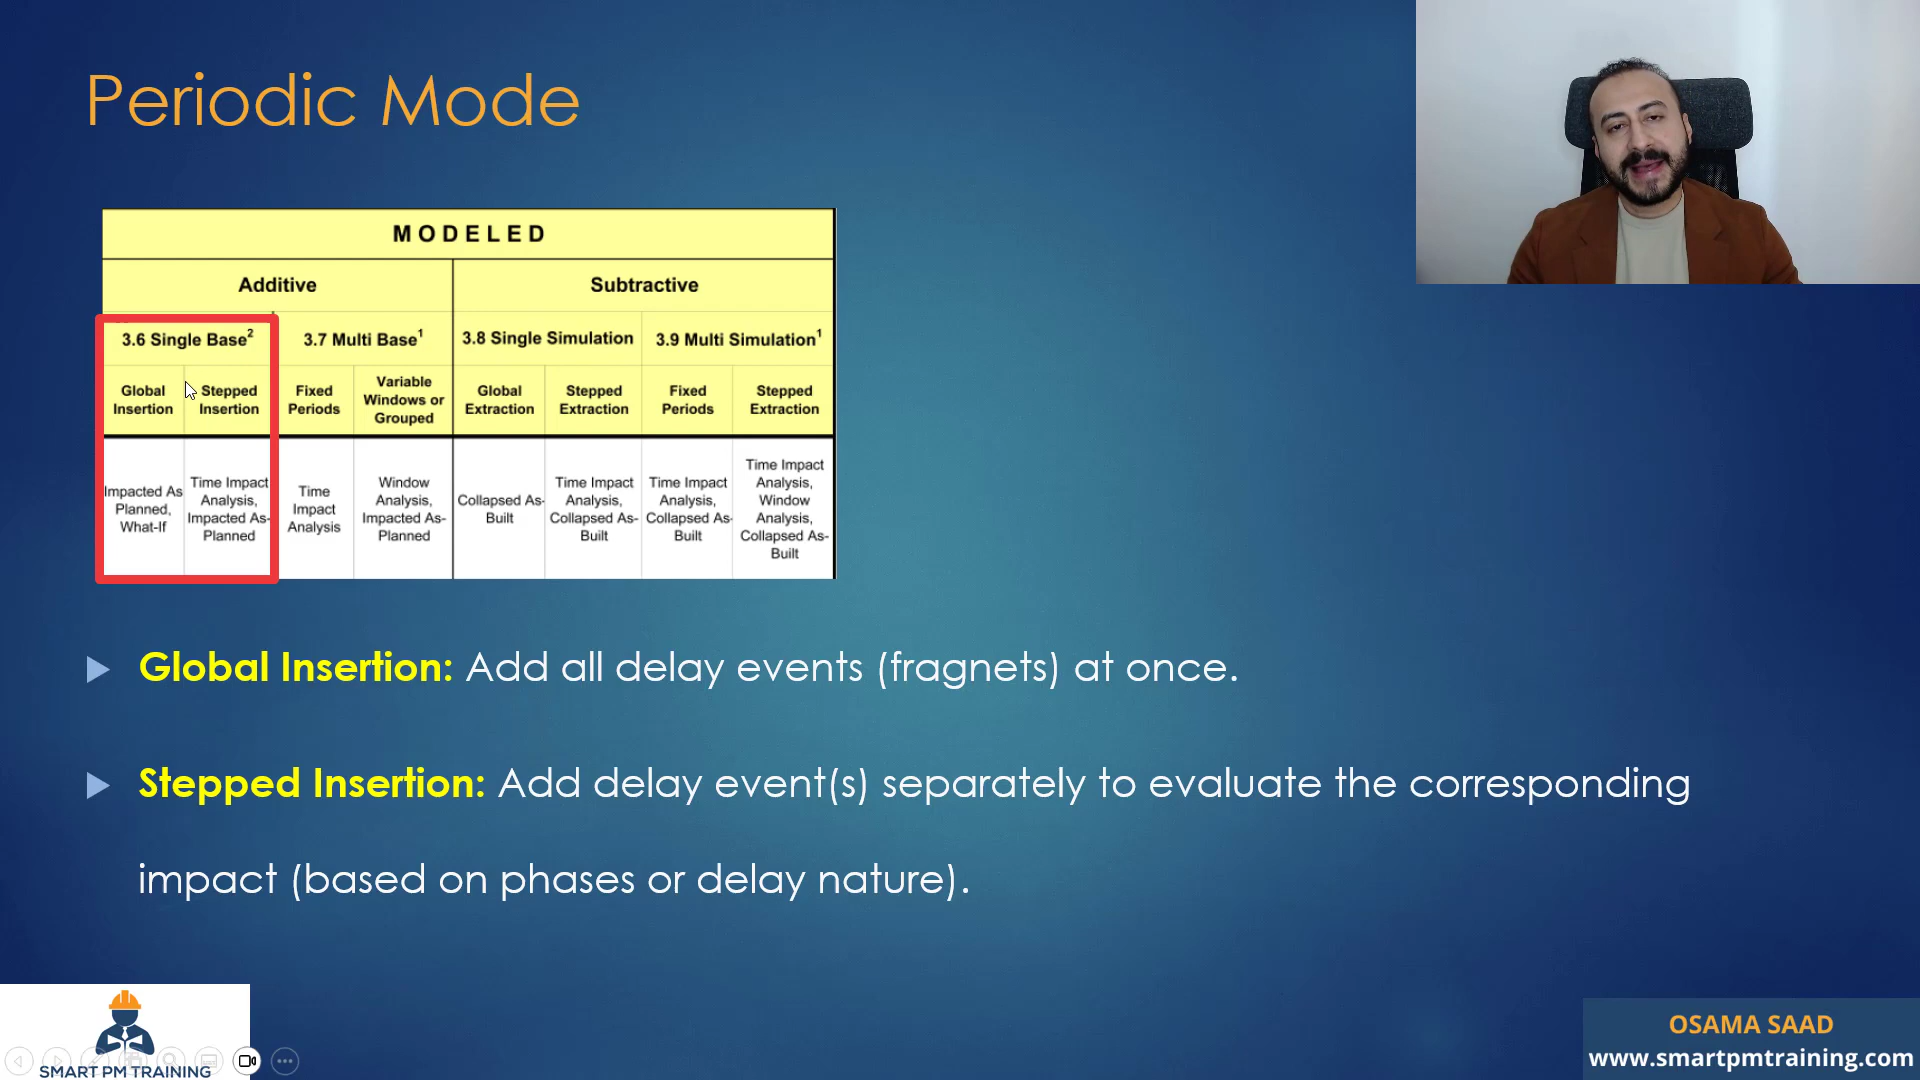 Periodic Mode
MODELED
Additive
Subtractive
3.6 Single Base2
3.7 Multi Base1
3.8 Single Simulation
3.9 Multi Simulation1
Global
Insertion
Stepped
Insertion
Fixed
Periods
Variable
Windows or
Grouped
Global
Extraction
Stepped
Extraction
Fixed
Periods
Stepped
Extraction
Impacted As
Planned,
What-If
Time Impact
Analysis,
Impacted As-
Planned
Time
Impact
Analysis
Window
Analysis,
Impacted As-
Planned
Collapsed As-
Built
Time Impact
Analysis,
Collapsed As-
Built
Time Impact
Analysis,
Collapsed As-
Built
Time Impact
Analysis,
Window
Analysis,
Collapsed As-
Built
Global Insertion: Add all delay events (fragnets) at once.
Stepped Insertion: Add delay event(s) separately to evaluate the corresponding
impact (based on phases or delay nature).
SMART PM TRAINING
OSAMA SAAD
www.smartpmtraining.com